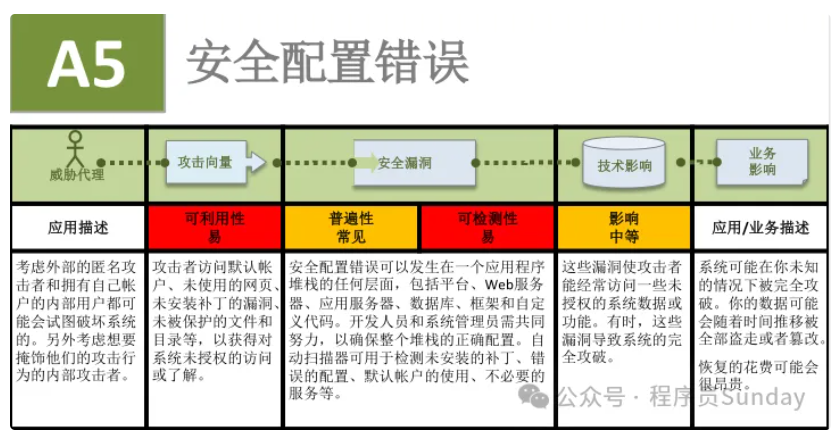 A5
安全配置错误
威胁代理
攻击向量
安全漏洞
技术影响
业务
影响
应用描述
可利用性
易
普遍性
常见
可检测性
易
影响
中等
应用/业务描述
考虑外部的匿名攻
击者和拥有自己帐
户的内部用户都可
能会试图破坏系统
的。另外考虑想要
掩饰他们的攻击行
为的内部攻击者。
攻击者访问默认帐
户、未使用的网页、
未安装补丁的漏洞、
未被保护的文件和
目录等，以获得对
系统未授权的访问
或了解。
安全配置错误可以发生在一个应用程序
堆栈的任何层面，包括平台、Web服务
器、应用服务器、数据库、框架和自定
义代码。开发人员和系统管理员需共同
努力，以确保整个堆栈的正确配置。自
动扫描器可用于检测未安装的补丁、错
误的配置、默认帐户的使用、不必要的
服务等。
这些漏洞使攻击者
能经常访问一些未
授权的系统数据或
功能。有时，这些
漏洞导致系统的完
全攻破。
系统可能在你未知
的情况下被完全攻
破。你的数据可能
会随着时间推移被
全部盗走或者篡改。
恢复的花费可能会
很昂贵。
公众号·程序员Sunday